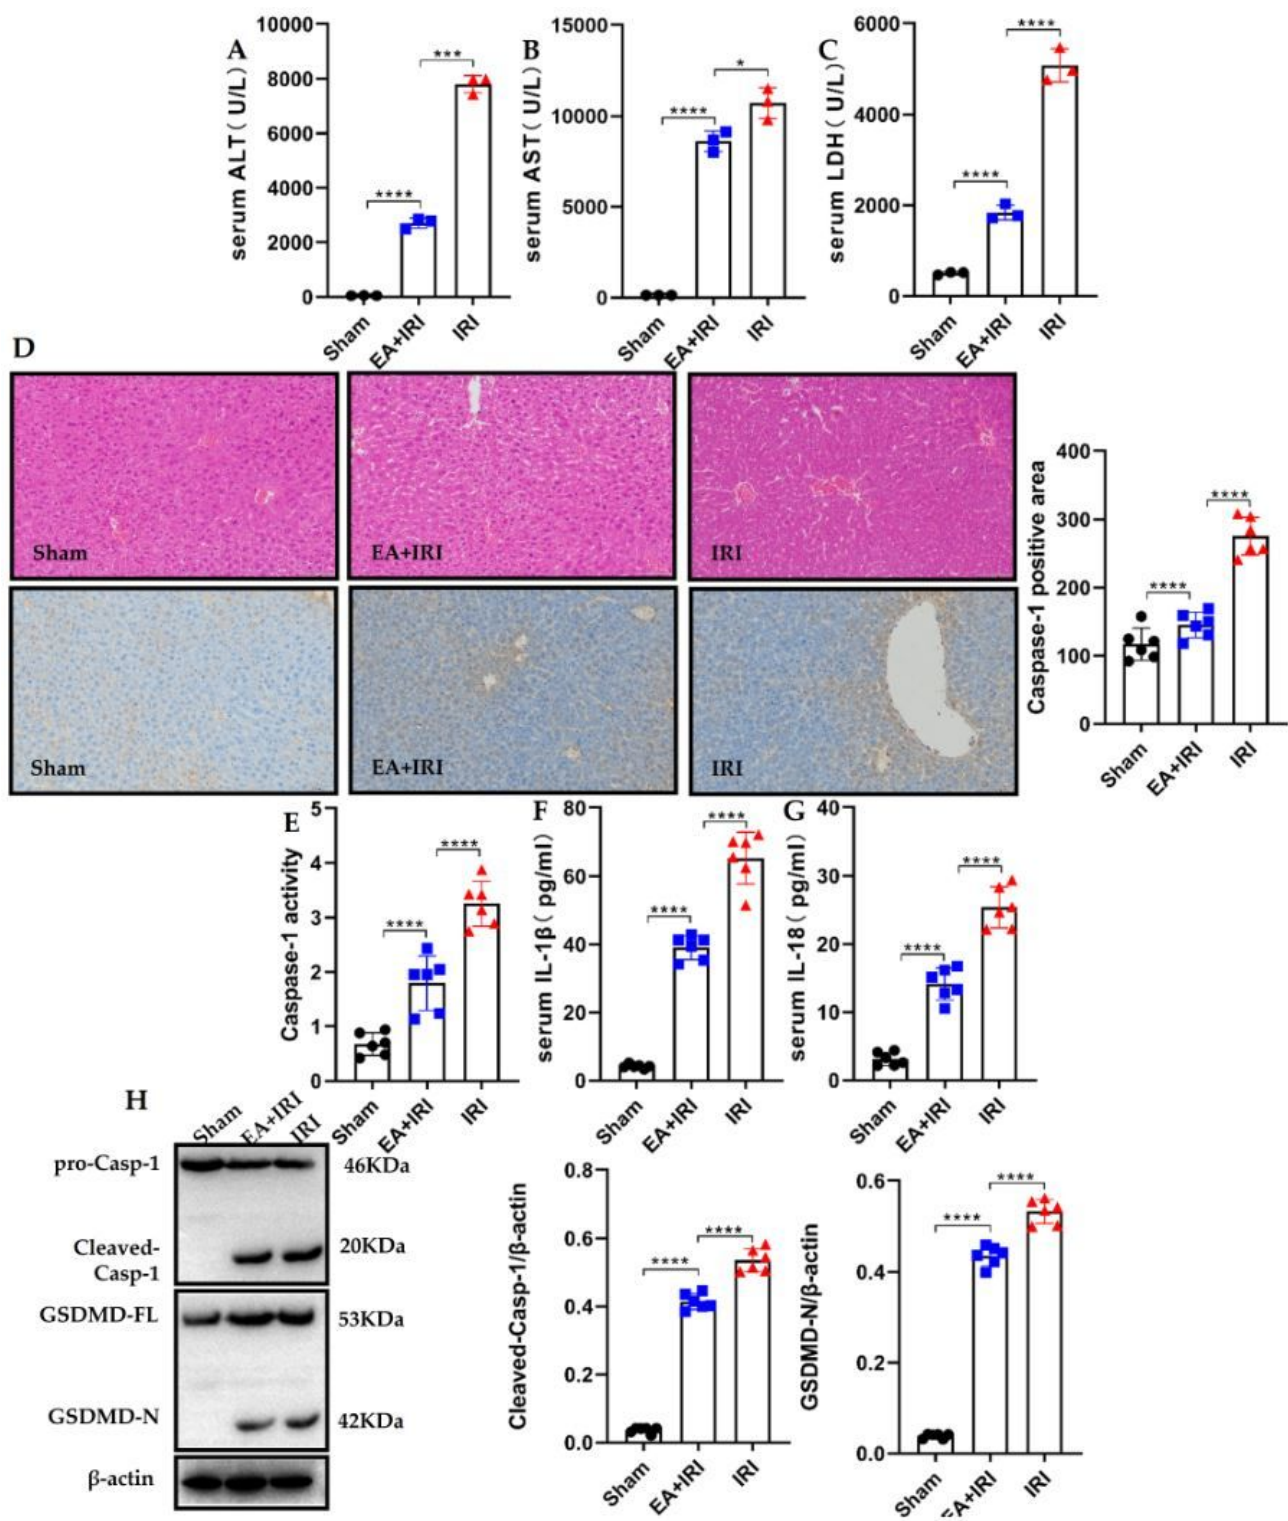 A
serum ALT( U/L)
10000
8000
6000
4000
2000
0
****
***
Sham
EA+IRI
IRI
B
serum AST( U/L)
15000
10000
5000
0
****
*
Sham
EA+IRI
IRI
C
serum LDH( U/L)
6000
4000
2000
0
****
****
Sham
EA+IRI
IRI
D
Sham
EA+IRI
IRI
Sham
EA+IRI
IRI
Caspase-1 positive area
400
300
200
100
0
****
****
Sham
EA+IRI
IRI
E
Caspase-1 activity
5
4
3
2
1
0
****
****
Sham
EA+IRI
IRI
F
serum IL-1β( pg/ml)
80
60
40
20
0
****
****
Sham
EA+IRI
IRI
G
serum IL-18( pg/ml)
40
30
20
10
0
****
****
Sham
EA+IRI
IRI
H
Sham EA+IRI IRI
pro-Casp-1 46KDa
Cleaved- 20KDa
Casp-1
GSDMD-FL 53KDa
GSDMD-N 42KDa
β-actin
Cleaved-Casp-1/β-actin
0.8
0.6
0.4
0.2
0.0
****
****
Sham
EA+IRI
IRI
GSDMD-N/β-actin
0.6
0.4
0.2
0.0
****
****
Sham
EA+IRI
IRI